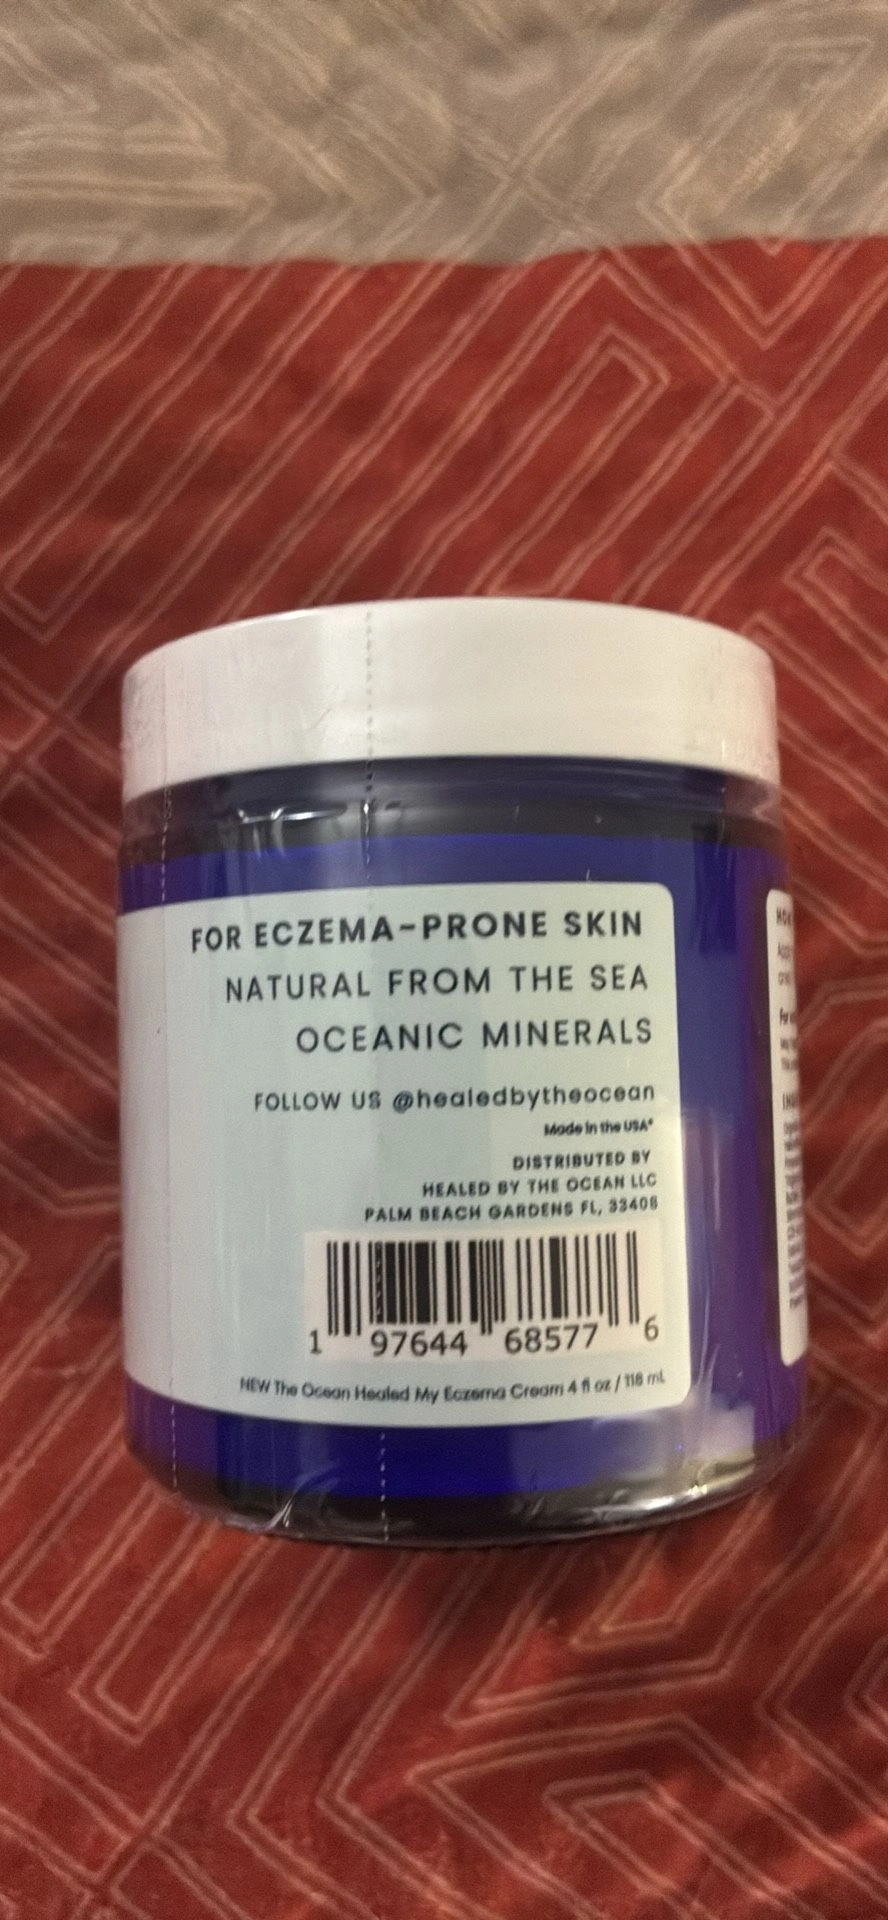 FOR ECZEMA-PRONE SKIN
NATURAL FROM THE SEA
OCEANIC MINERALS
FOLLOW US @healedbytheocean
Made in the USA*
DISTRIBUTED BY
HEALED BY THE OCEAN LLC
PALM BEACH GARDENS FL, 33408
1 97644 68577 6
NEW The Ocean Healed My Eczema Cream 4 fl oz / 118 mL